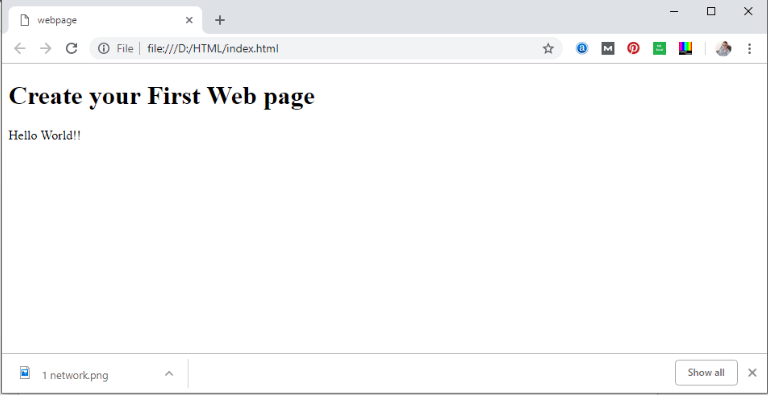 webpage
File file:///D:/HTML/index.html
Create your First Web page
Hello World!!
1 network.png
Show all